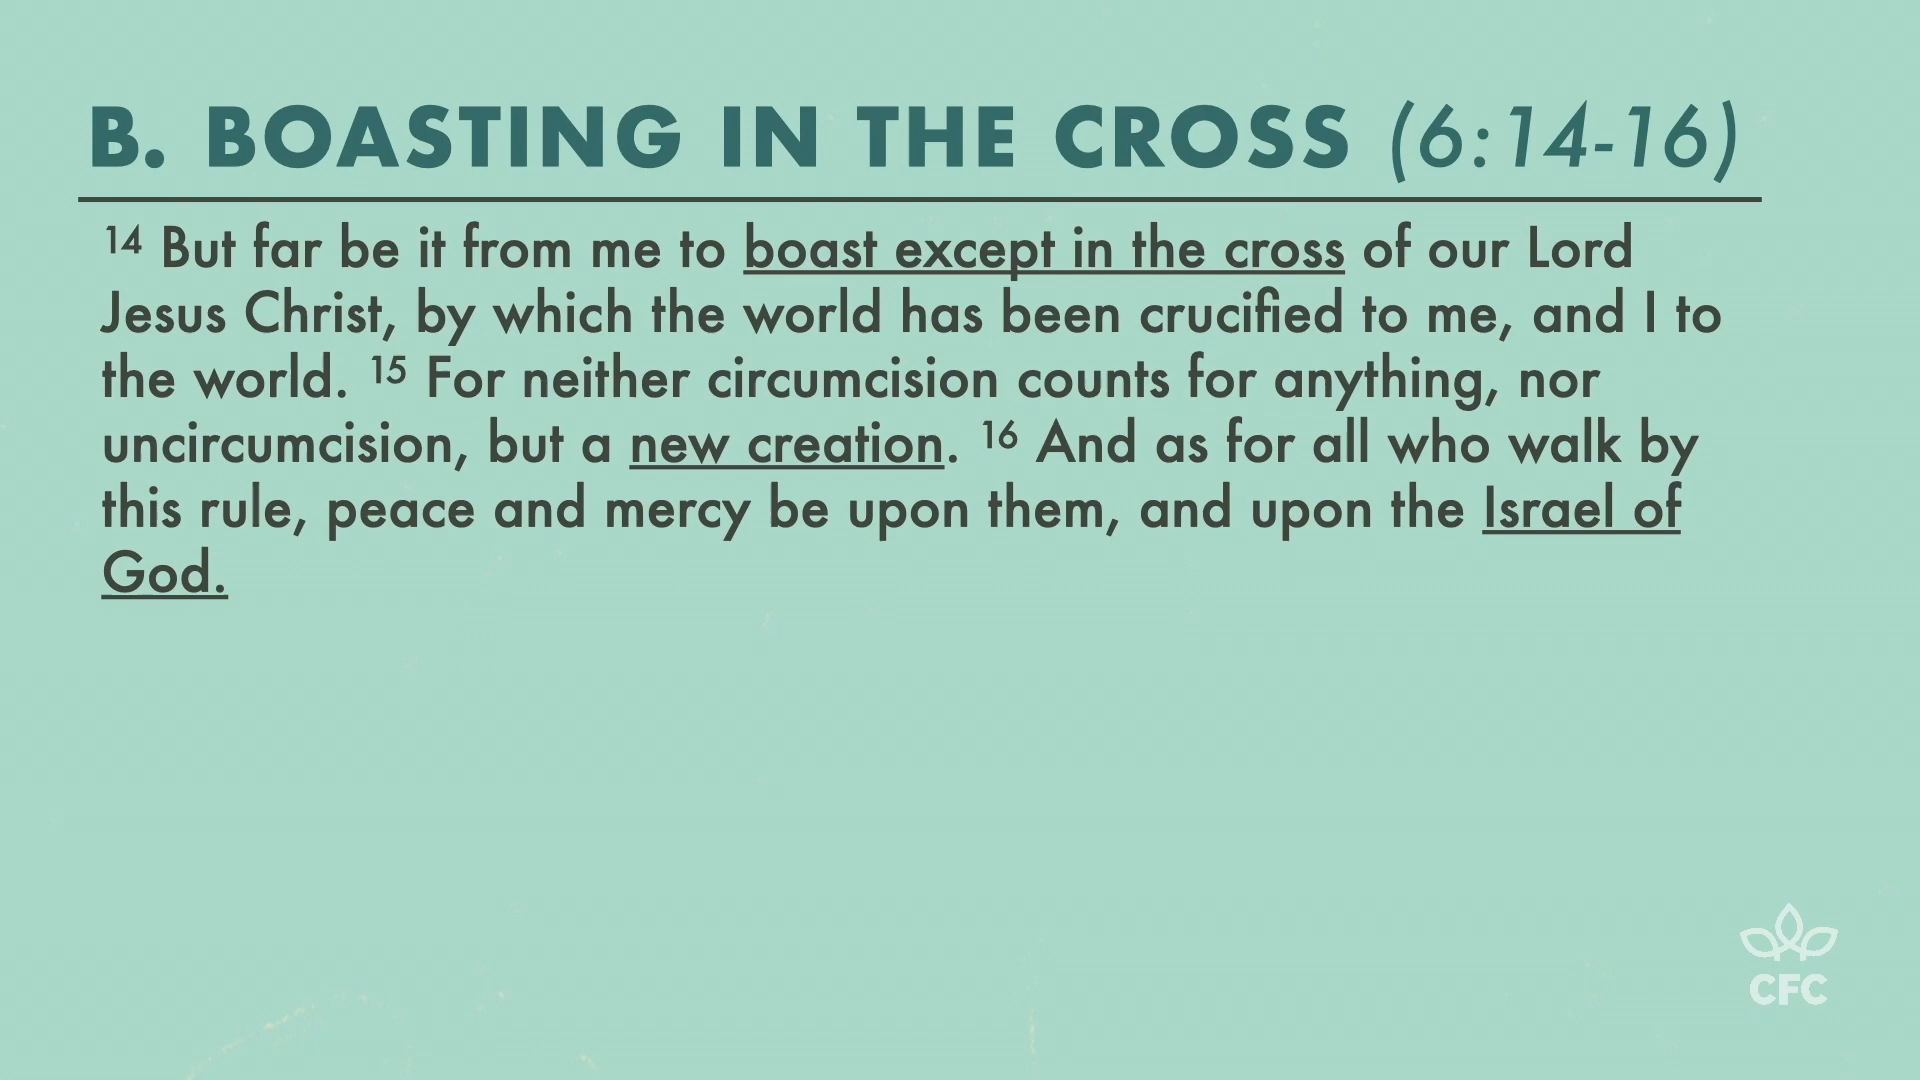 B. BOASTING IN THE CROSS (6:14-16)
14 But far be it from me to boast except in the cross of our Lord
Jesus Christ, by which the world has been crucified to me, and I to
the world. 15 For neither circumcision counts for anything, nor
uncircumcision, but a new creation. 16 And as for all who walk by
this rule, peace and mercy be upon them, and upon the Israel of
God.
CFC